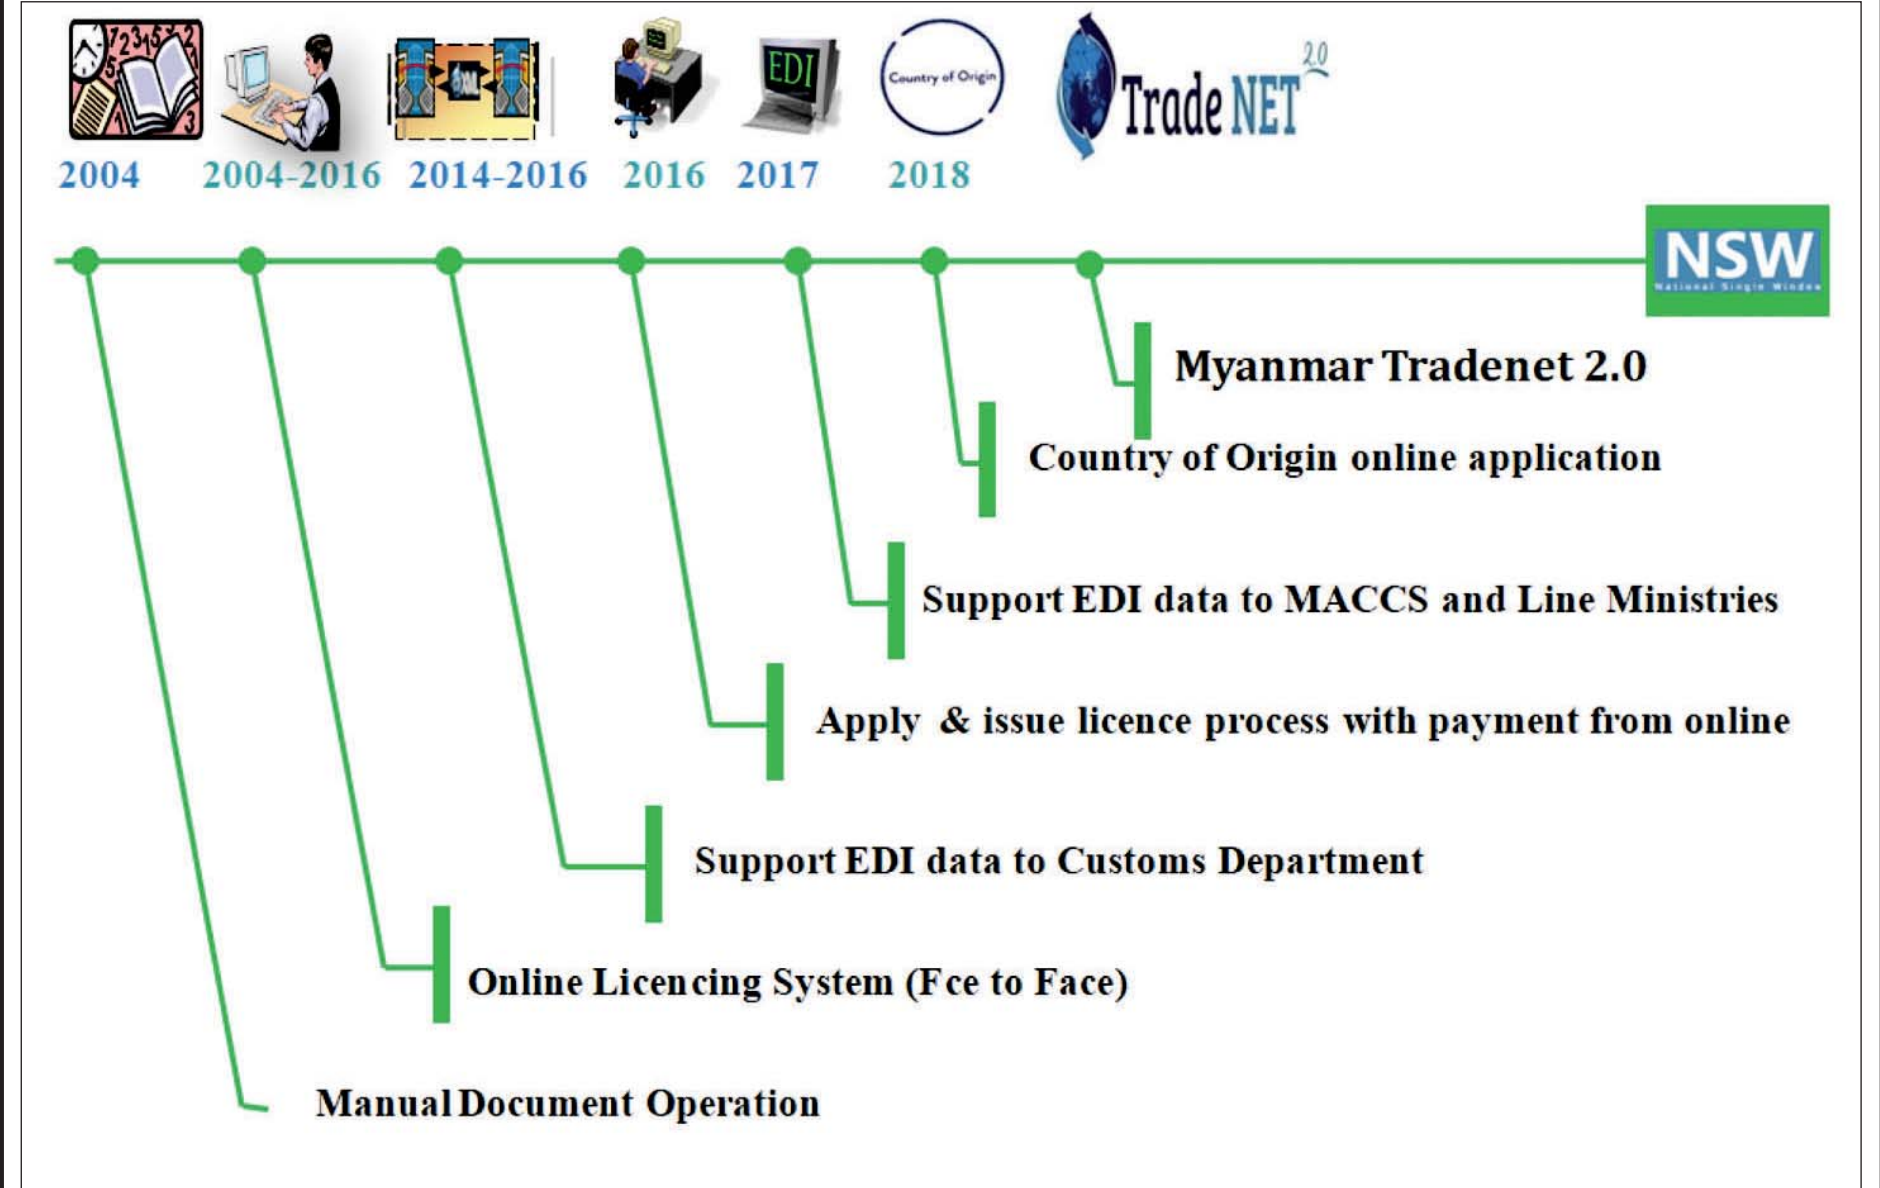 EDI
Country of Origin
Trade NET 2.0
2004
2004-2016
2014-2016
2016
2017
2018
NSW
National Single Window
Myanmar Tradenet 2.0
Country of Origin online application
Support EDI data to MACCS and Line Ministries
Apply & issue licence process with payment from online
Support EDI data to Customs Department
Online Licencing System (Fce to Face)
Manual Document Operation